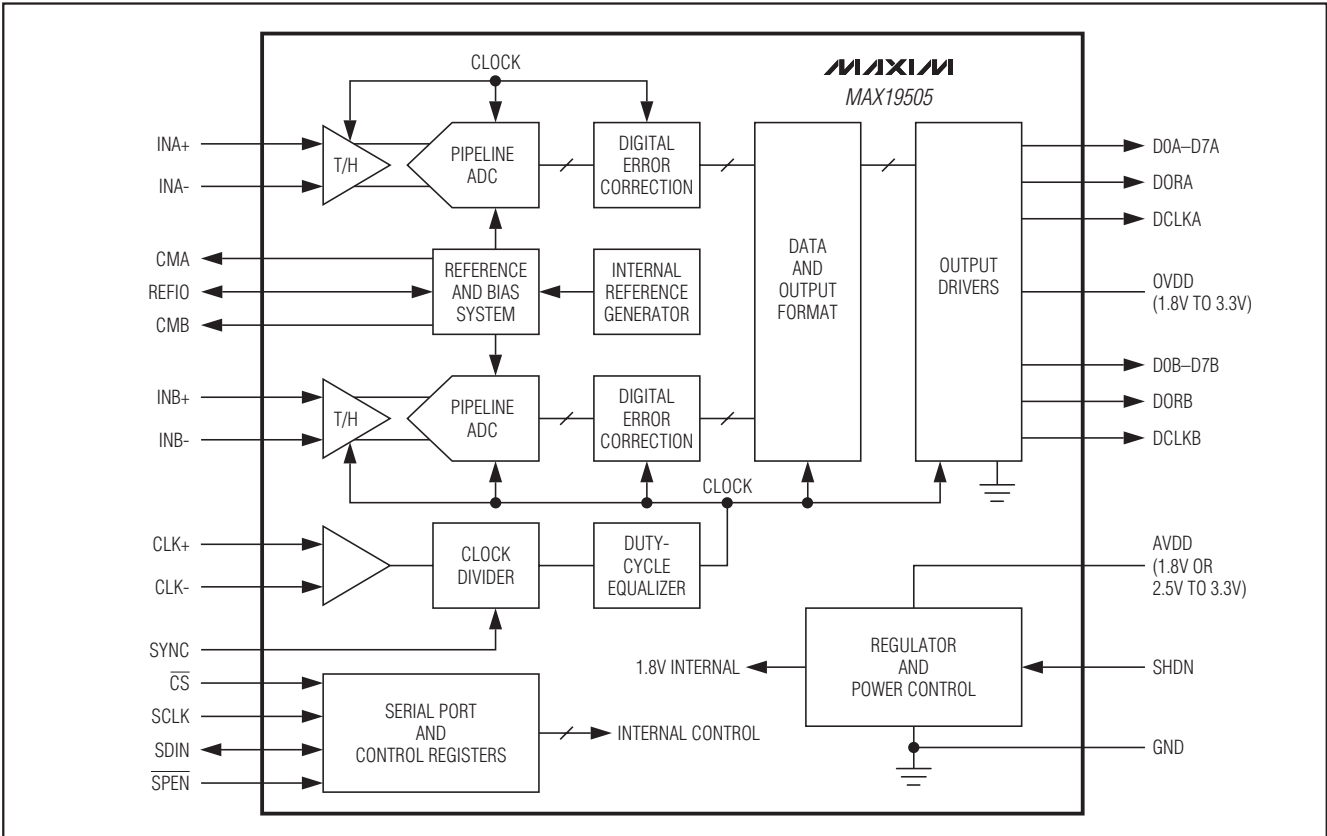 CLOCK
MAXIM
MAX19505
INA+
INA-
T/H
PIPELINE
ADC
DIGITAL
ERROR
CORRECTION
DATA
AND
OUTPUT
FORMAT
OUTPUT
DRIVERS
D0A–D7A
DORA
DCLKA
CMA
REFIO
CMB
REFERENCE
AND BIAS
SYSTEM
INTERNAL
REFERENCE
GENERATOR
OVDD
(1.8V TO 3.3V)
INB+
INB-
T/H
PIPELINE
ADC
DIGITAL
ERROR
CORRECTION
D0B–D7B
DORB
DCLKB
CLOCK
CLK+
CLK-
CLOCK
DIVIDER
DUTY-
CYCLE
EQUALIZER
AVDD
(1.8V OR
2.5V TO 3.3V)
SYNC
CS
SCLK
SDIN
SPEN
SERIAL PORT
AND
CONTROL REGISTERS
INTERNAL CONTROL
1.8V INTERNAL
REGULATOR
AND
POWER CONTROL
SHDN
GND